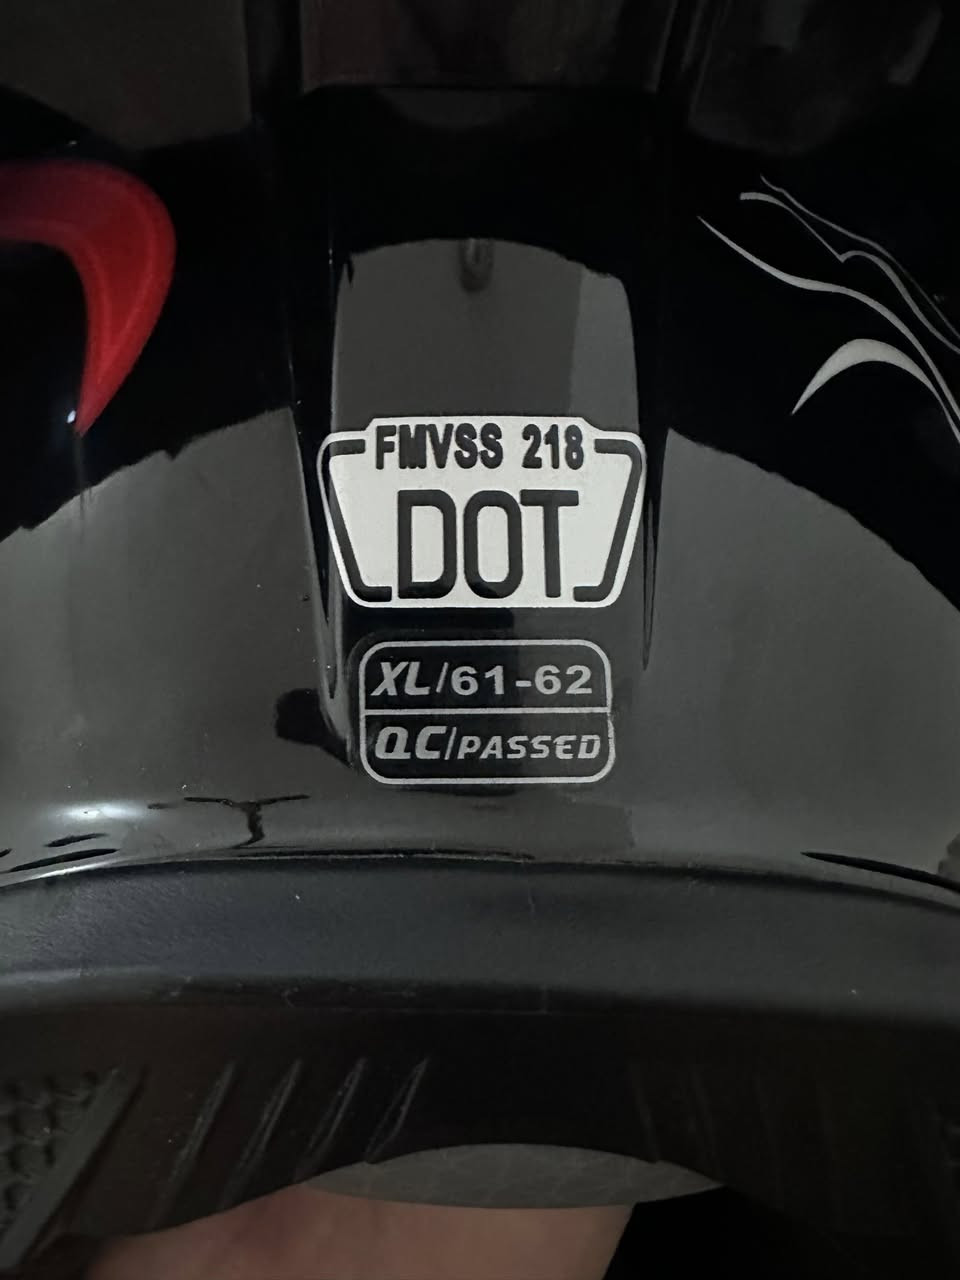 FMVSS 218
DOT
XL/61-62
QC/PASSED